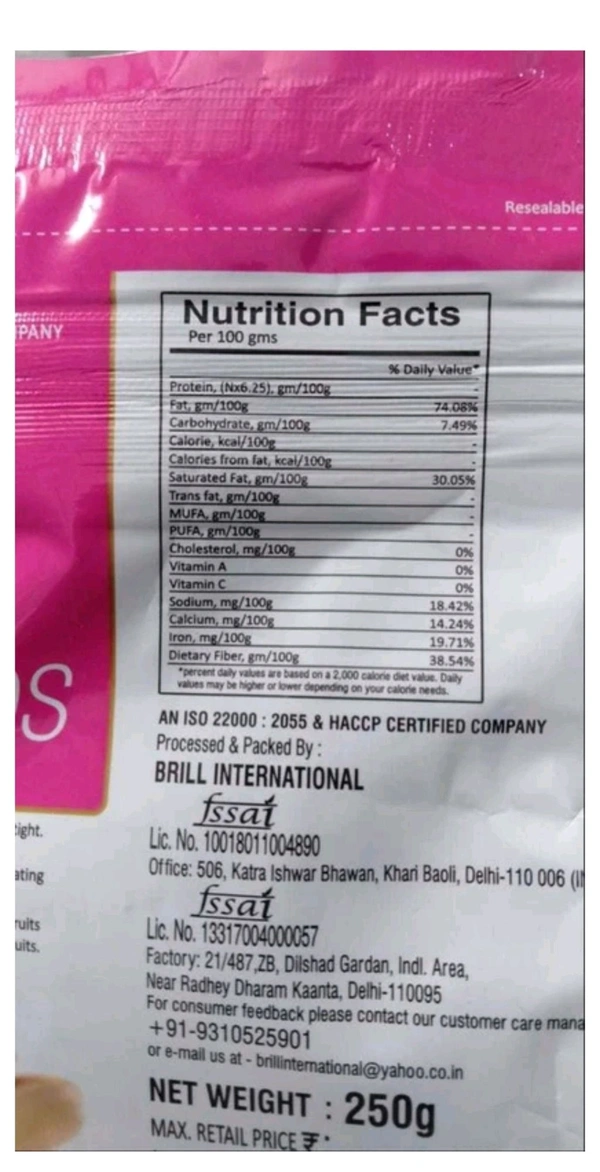 Resealable
PANY
Nutrition Facts
Per 100 gms
% Daily Value*
Protein, (Nx6.25), gm/100g -
Fat, gm/100g 74.08%
Carbohydrate, gm/100g 7.49%
Calorie, kcal/100g -
Calories from fat, kcal/100g -
Saturated Fat, gm/100g 30.05%
Trans fat, gm/100g -
MUFA, gm/100g -
PUFA, gm/100g -
Cholesterol, mg/100g 0%
Vitamin A 0%
Vitamin C 0%
Sodium, mg/100g 18.42%
Calcium, mg/100g 14.24%
Iron, mg/100g 19.71%
Dietary Fiber, gm/100g 38.54%
*percent daily values are based on a 2,000 calorie diet value. Daily
values may be higher or lower depending on your calorie needs.
S
AN ISO 22000 : 2055 & HACCP CERTIFIED COMPANY
Processed & Packed By :
BRILL INTERNATIONAL
fssai
Lic. No. 10018011004890
Office: 506, Katra Ishwar Bhawan, Khari Baoli, Delhi-110 006 (I
fssai
Lic. No. 13317004000057
Factory: 21/487,ZB, Dilshad Gardan, Indl. Area,
Near Radhey Dharam Kaanta, Delhi-110095
For consumer feedback please contact our customer care mana
+91-9310525901
or e-mail us at - brillinternational@yahoo.co.in
NET WEIGHT : 250g
MAX. RETAIL PRICE ₹
ight.
ating
ruits
uits.